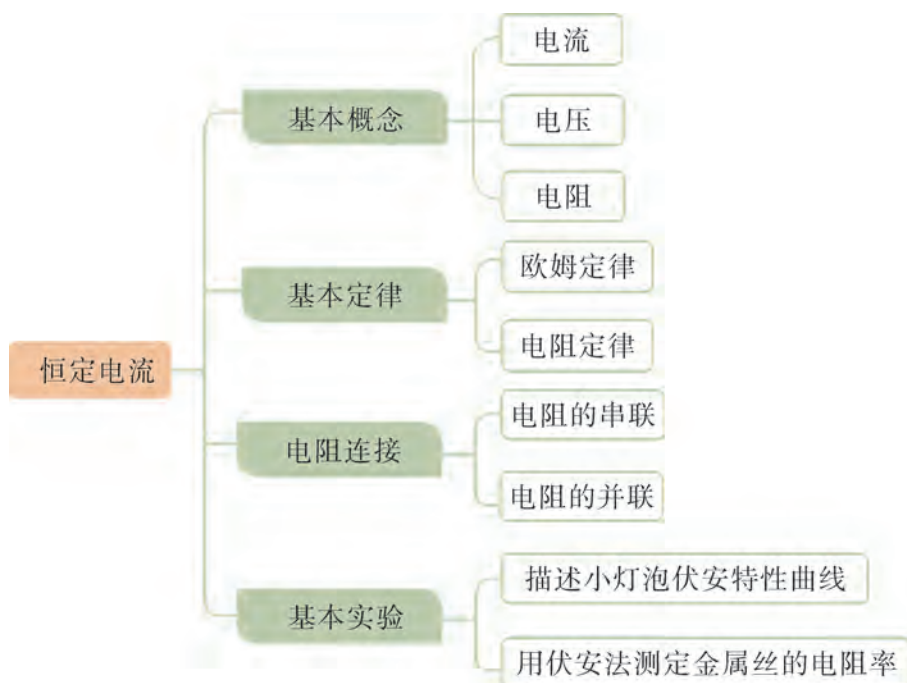 恒定电流
基本概念
电流
电压
电阻
基本定律
欧姆定律
电阻定律
电阻连接
电阻的串联
电阻的并联
基本实验
描述小灯泡伏安特性曲线
用伏安法测定金属丝的电阻率